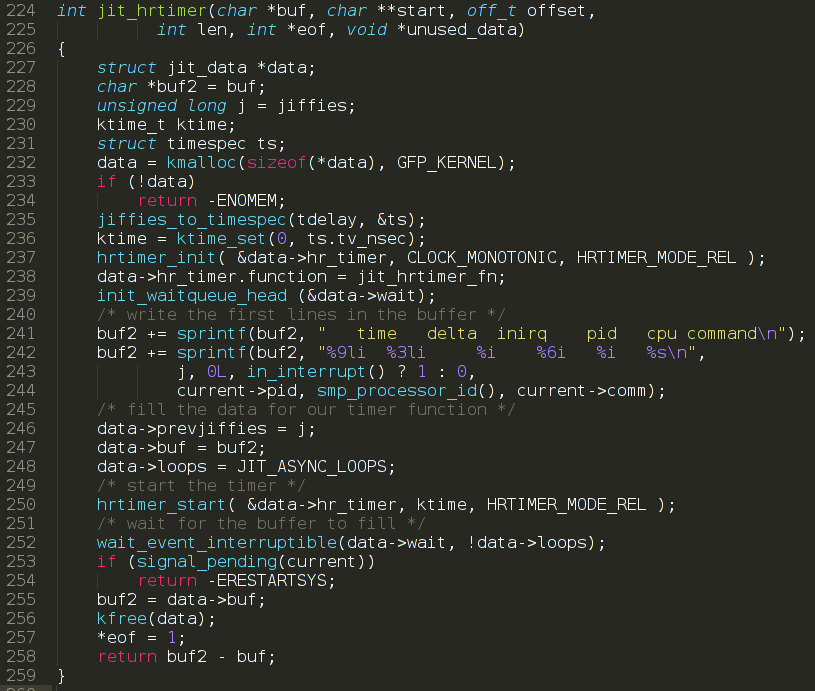 224 int jit_hrtimer(char *buf, char **start, off_t offset,
225           int len, int *eof, void *unused_data)
226 {
227     struct jit_data *data;
228     char *buf2 = buf;
229     unsigned long j = jiffies;
230     ktime_t ktime;
231     struct timespec ts;
232     data = kmalloc(sizeof(*data), GFP_KERNEL);
233     if (!data)
234         return -ENOMEM;
235     jiffies_to_timespec(tdelay, &ts);
236     ktime = ktime_set(0, ts.tv_nsec);
237     hrtimer_init( &data->hr_timer, CLOCK_MONOTONIC, HRTIMER_MODE_REL );
238     data->hr_timer.function = jit_hrtimer_fn;
239     init_waitqueue_head (&data->wait);
240     /* write the first lines in the buffer */
241     buf2 += sprintf(buf2, "   time   delta  inirq    pid   cpu command\n");
242     buf2 += sprintf(buf2, "%9li  %3li     %i    %6i   %i   %s\n",
243             j, 0L, in_interrupt() ? 1 : 0,
244             current->pid, smp_processor_id(), current->comm);
245     /* fill the data for our timer function */
246     data->prevjiffies = j;
247     data->buf = buf2;
248     data->loops = JIT_ASYNC_LOOPS;
249     /* start the timer */
250     hrtimer_start( &data->hr_timer, ktime, HRTIMER_MODE_REL );
251     /* wait for the buffer to fill */
252     wait_event_interruptible(data->wait, !data->loops);
253     if (signal_pending(current))
254         return -ERESTARTSYS;
255     buf2 = data->buf;
256     kfree(data);
257     *eof = 1;
258     return buf2 - buf;
259 }